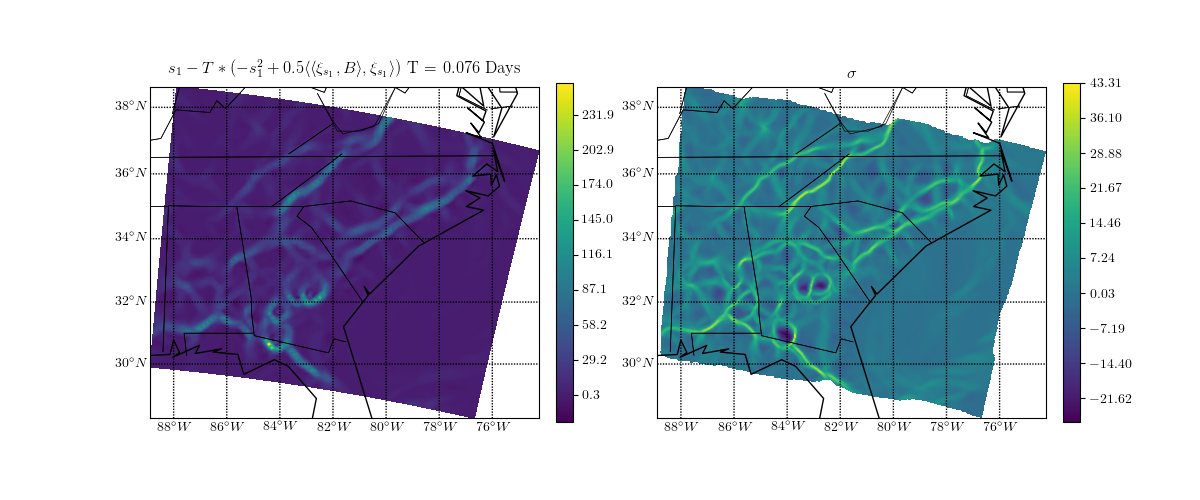 $s_1 - T * (-s_1^2 + 0.5\langle\langle \xi_{s_1}, B\rangle, \xi_{s_1}\rangle)$ T = 0.076 Days
σ
38°N
36°N
34°N
32°N
30°N
88°W 86°W 84°W 82°W 80°W 78°W 76°W
231.9
202.9
174.0
145.0
116.1
87.1
58.2
29.2
0.3
38°N
36°N
34°N
32°N
30°N
88°W 86°W 84°W 82°W 80°W 78°W 76°W
43.31
36.10
28.88
21.67
14.46
7.24
0.03
−7.19
−14.40
−21.62